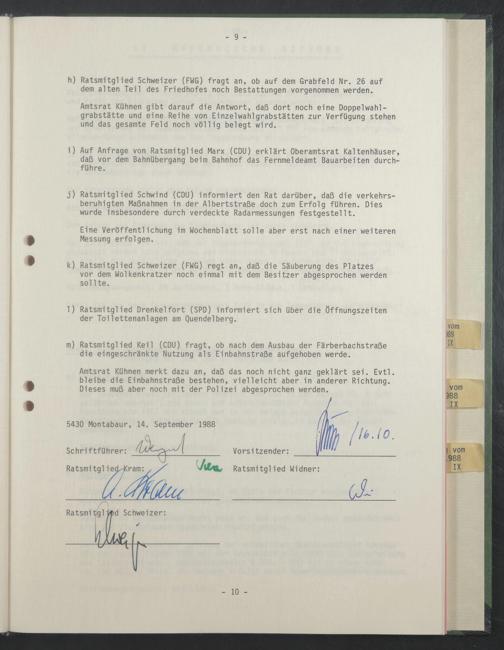 - 9 -
h) Ratsmitglied Schweizer (FWG) fragt an, ob auf dem Grabfeld Nr. 26 auf
dem alten Teil des Friedhofes noch Bestattungen vorgenommen werden.
Amtsrat Kühnen gibt darauf die Antwort, daß dort noch eine Doppelwahl-
grabstätte und eine Reihe von Einzelwahlgrabstätten zur Verfügung stehen
und das gesamte Feld noch völlig belegt wird.
i) Auf Anfrage von Ratsmitglied Marx (CDU) erklärt Oberamtsrat Kaltenhäuser,
daß vor dem Bahnübergang beim Bahnhof das Fernmeldeamt Bauarbeiten durch-
führe.
j) Ratsmitglied Schwind (CDU) informiert den Rat darüber, daß die verkehrs-
beruhigten Maßnahmen in der Albertstraße doch zum Erfolg führen. Dies
wurde insbesondere durch verdeckte Radarmessungen festgestellt.
Eine Veröffentlichung im Wochenblatt solle aber erst nach einer weiteren
Messung erfolgen.
k) Ratsmitglied Schweizer (FWG) regt an, daß die Säuberung des Platzes
vor dem Wolkenkratzer noch einmal mit dem Besitzer abgesprochen werden
sollte.
l) Ratsmitglied Drenkelfort (SPD) informiert sich über die Öffnungszeiten
der Toilettenanlagen am Quendelberg.
m) Ratsmitglied Keil (CDU) fragt, ob nach dem Ausbau der Färberbachstraße
die eingeschränkte Nutzung als Einbahnstraße aufgehoben werde.
Amtsrat Kühnen merkt dazu an, daß das noch nicht ganz geklärt sei. Evtl.
bleibe die Einbahnstraße bestehen, vielleicht aber in anderer Richtung.
Dieses muß aber noch mit der Polizei abgesprochen werden.
5430 Montabaur, 14. September 1988
Schriftführer: Vorsitzender: /16.10.
Ratsmitglied Kram: Ratsmitglied Widner:
Ratsmitglied Schweizer:
- 10 -
vom
988
IX
vom
988
IX
vom
988
IX